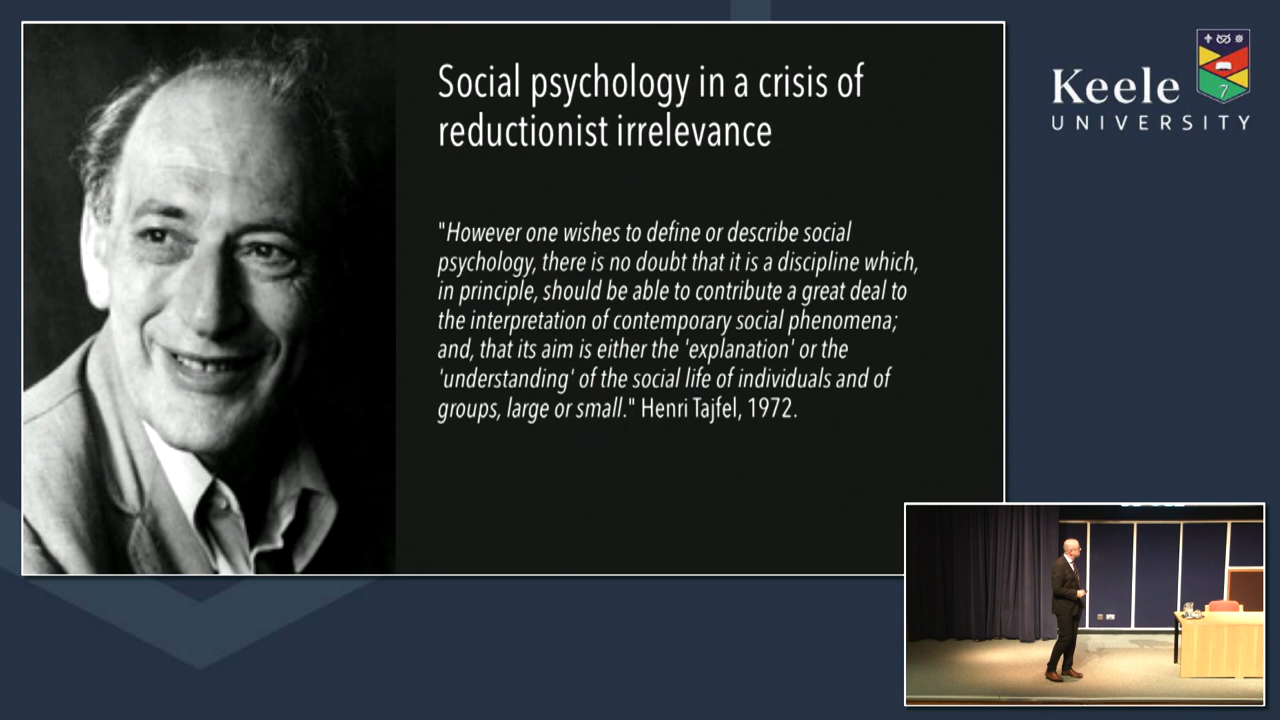 Social psychology in a crisis of
reductionist irrelevance
"However one wishes to define or describe social
psychology, there is no doubt that it is a discipline which,
in principle, should be able to contribute a great deal to
the interpretation of contemporary social phenomena;
and, that its aim is either the 'explanation' or the
'understanding' of the social life of individuals and of
groups, large or small." Henri Tajfel, 1972.
Keele
UNIVERSITY